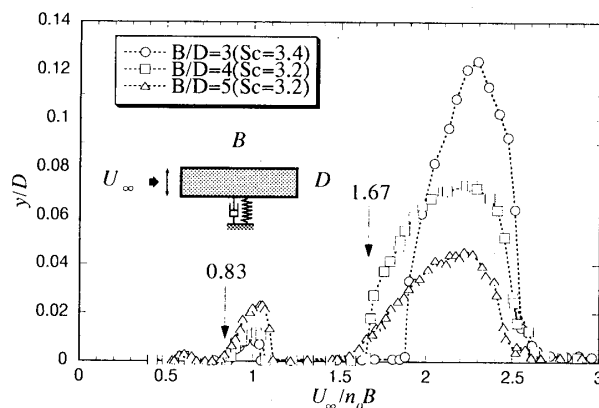 0.14
0.12
0.1
0.08
0.06
0.04
0.02
0
y/D
B/D=3(Sc=3.4)
B/D=4(Sc=3.2)
B/D=5(Sc=3.2)
B
U∞
D
1.67
0.83
0 0.5 1 1.5 2 2.5 3
U∞/n₀B